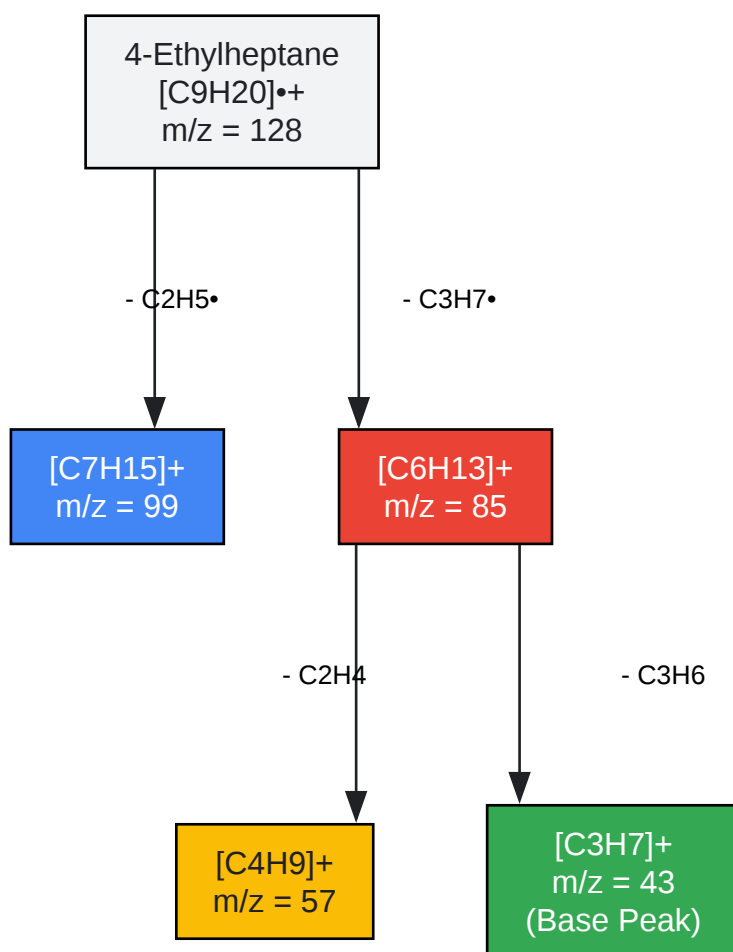 4-Ethylheptane
[C9H20]•+
m/z = 128
- C2H5•
- C3H7•
[C7H15]+
m/z = 99
[C6H13]+
m/z = 85
- C2H4
- C3H6
[C4H9]+
m/z = 57
[C3H7]+
m/z = 43
(Base Peak)